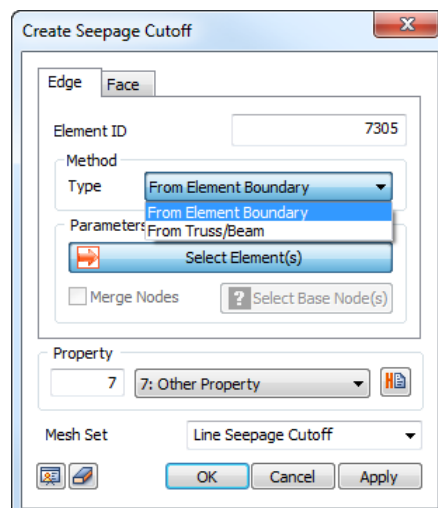 Create Seepage Cutoff
Edge Face
Element ID 7305
Method
Type From Element Boundary
From Element Boundary
From Truss/Beam
Parameters
Select Element(s)
Merge Nodes ? Select Base Node(s)
Property
7 7: Other Property
Mesh Set Line Seepage Cutoff
OK Cancel Apply